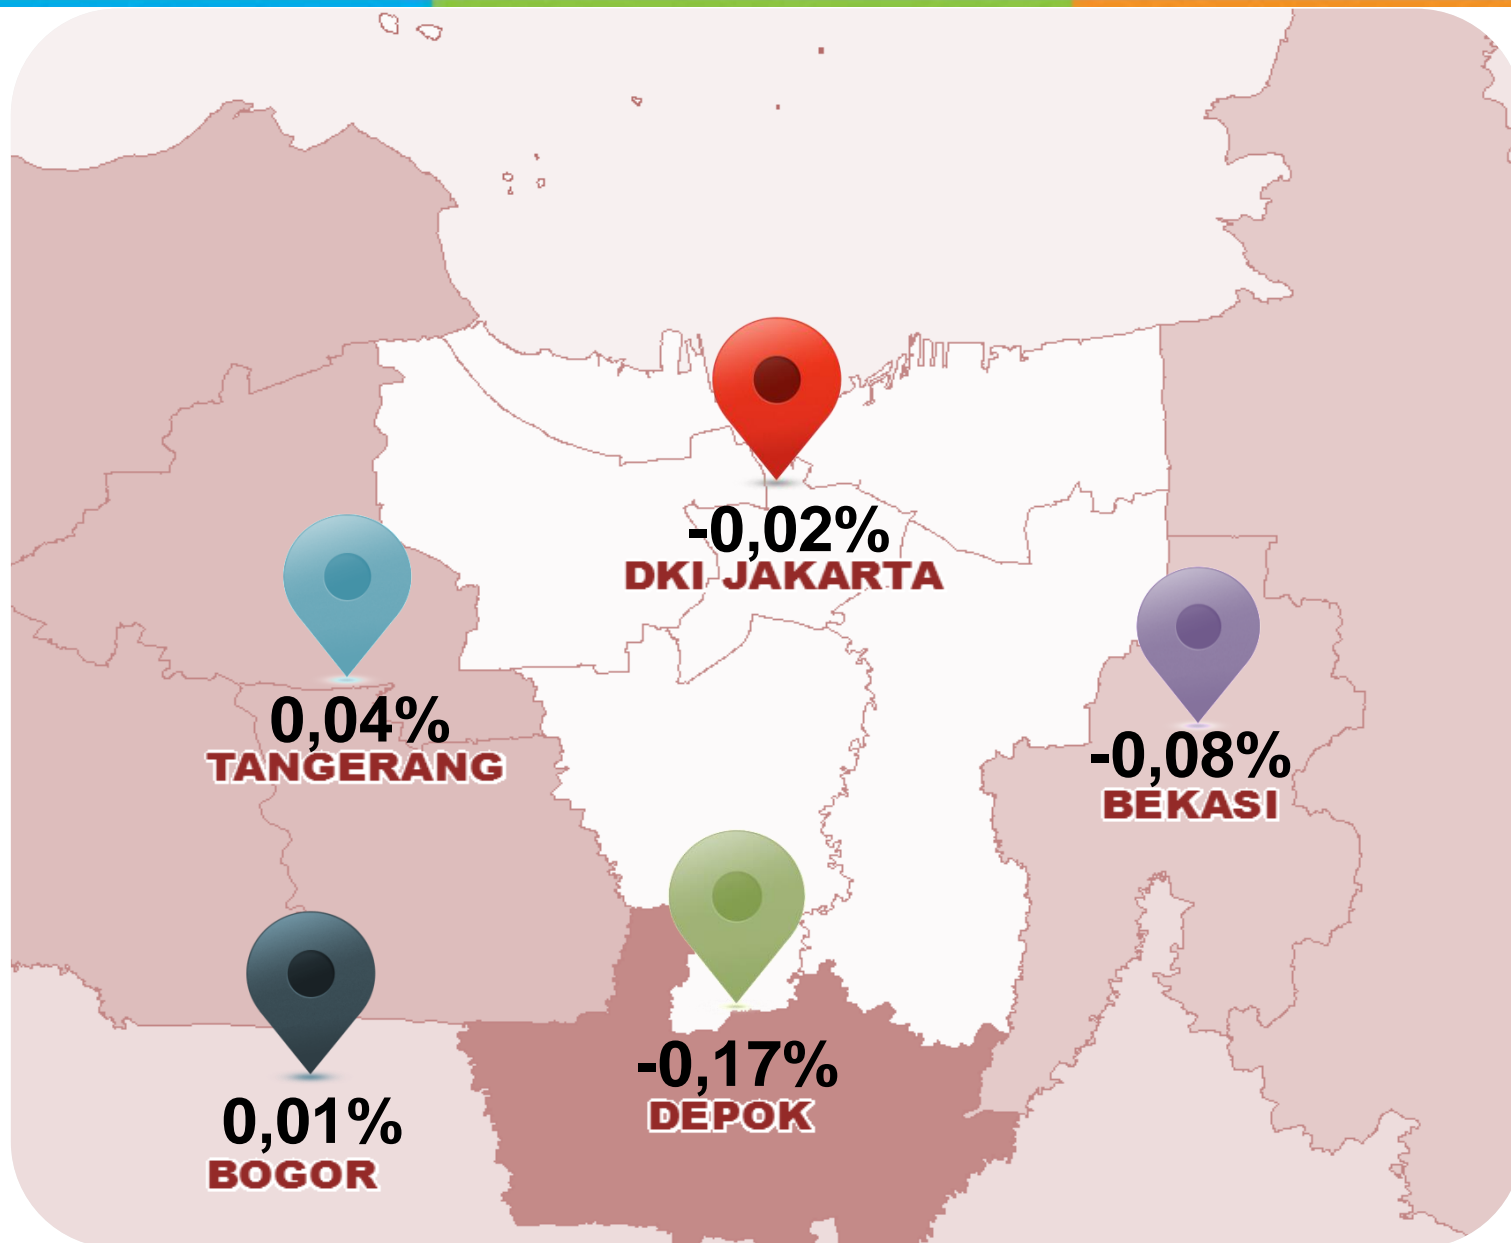 -0,02%
DKI JAKARTA
0,04%
TANGERANG
-0,08%
BEKASI
-0,17%
DEPOK
0,01%
BOGOR